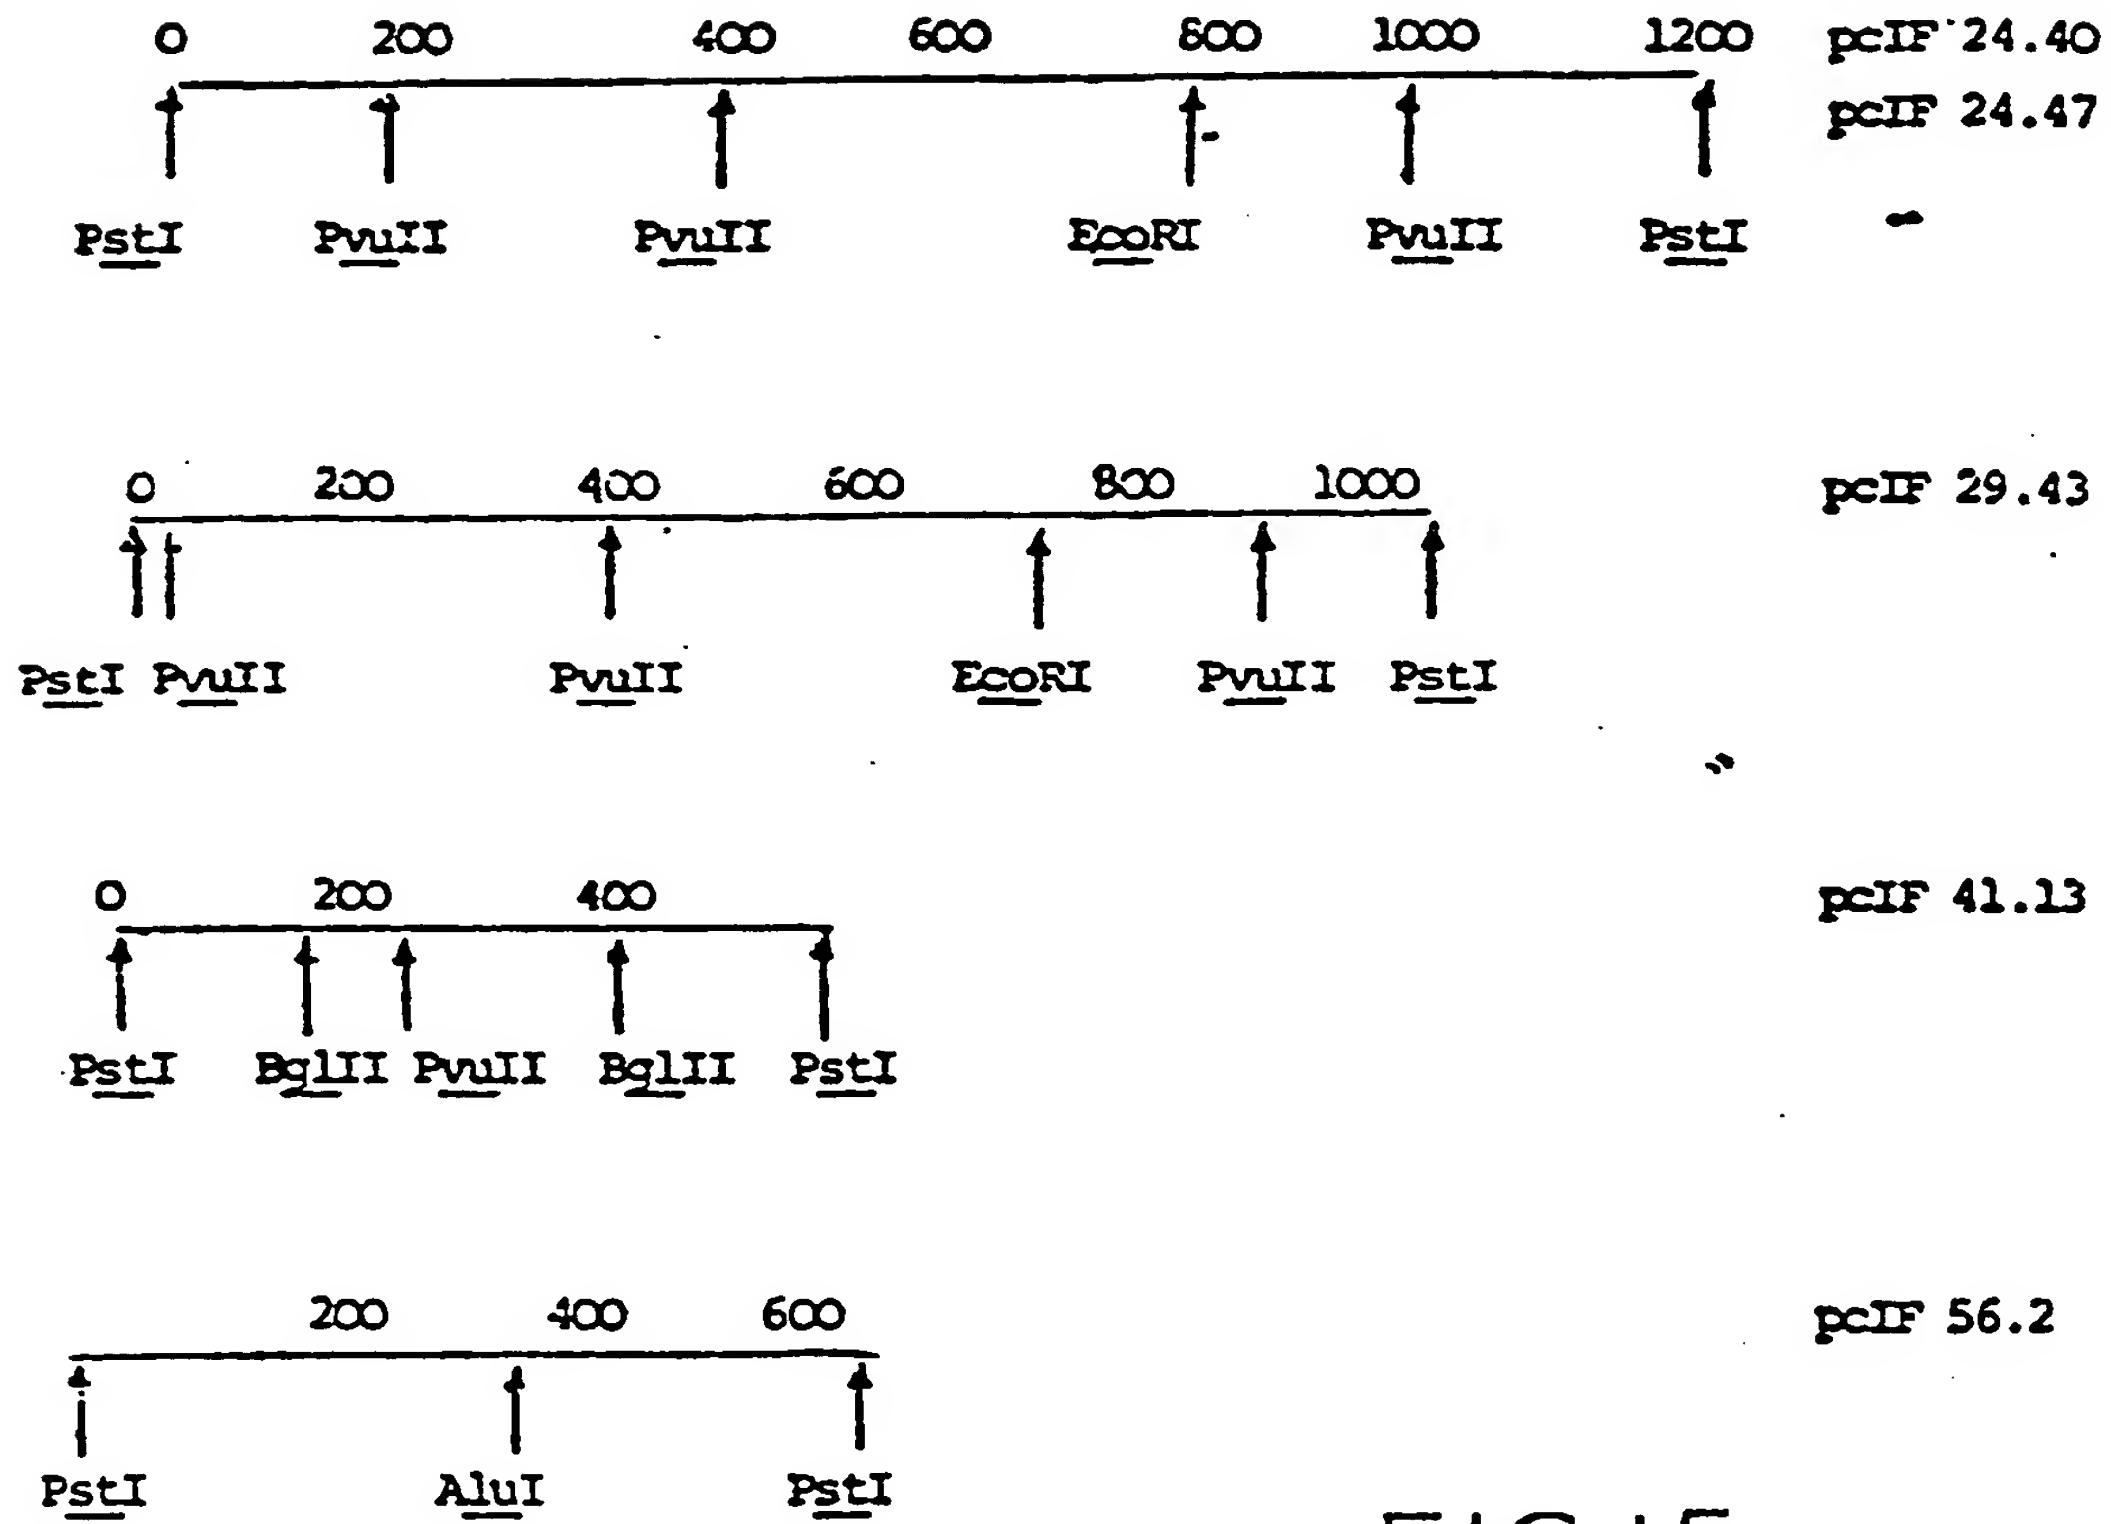 0 200 400 600 800 1000 1200 pcIF 24.40
pcIF 24.47
PstI PvuII PvuII EcoRI PvuII PstI
0 200 400 600 800 1000 pcIF 29.43
PstI PvuII PvuII EcoRI PvuII PstI
0 200 400 pcIF 41.13
PstI BglII PvuII BglII PstI
200 400 600 pcIF 56.2
PstI AluI PstI